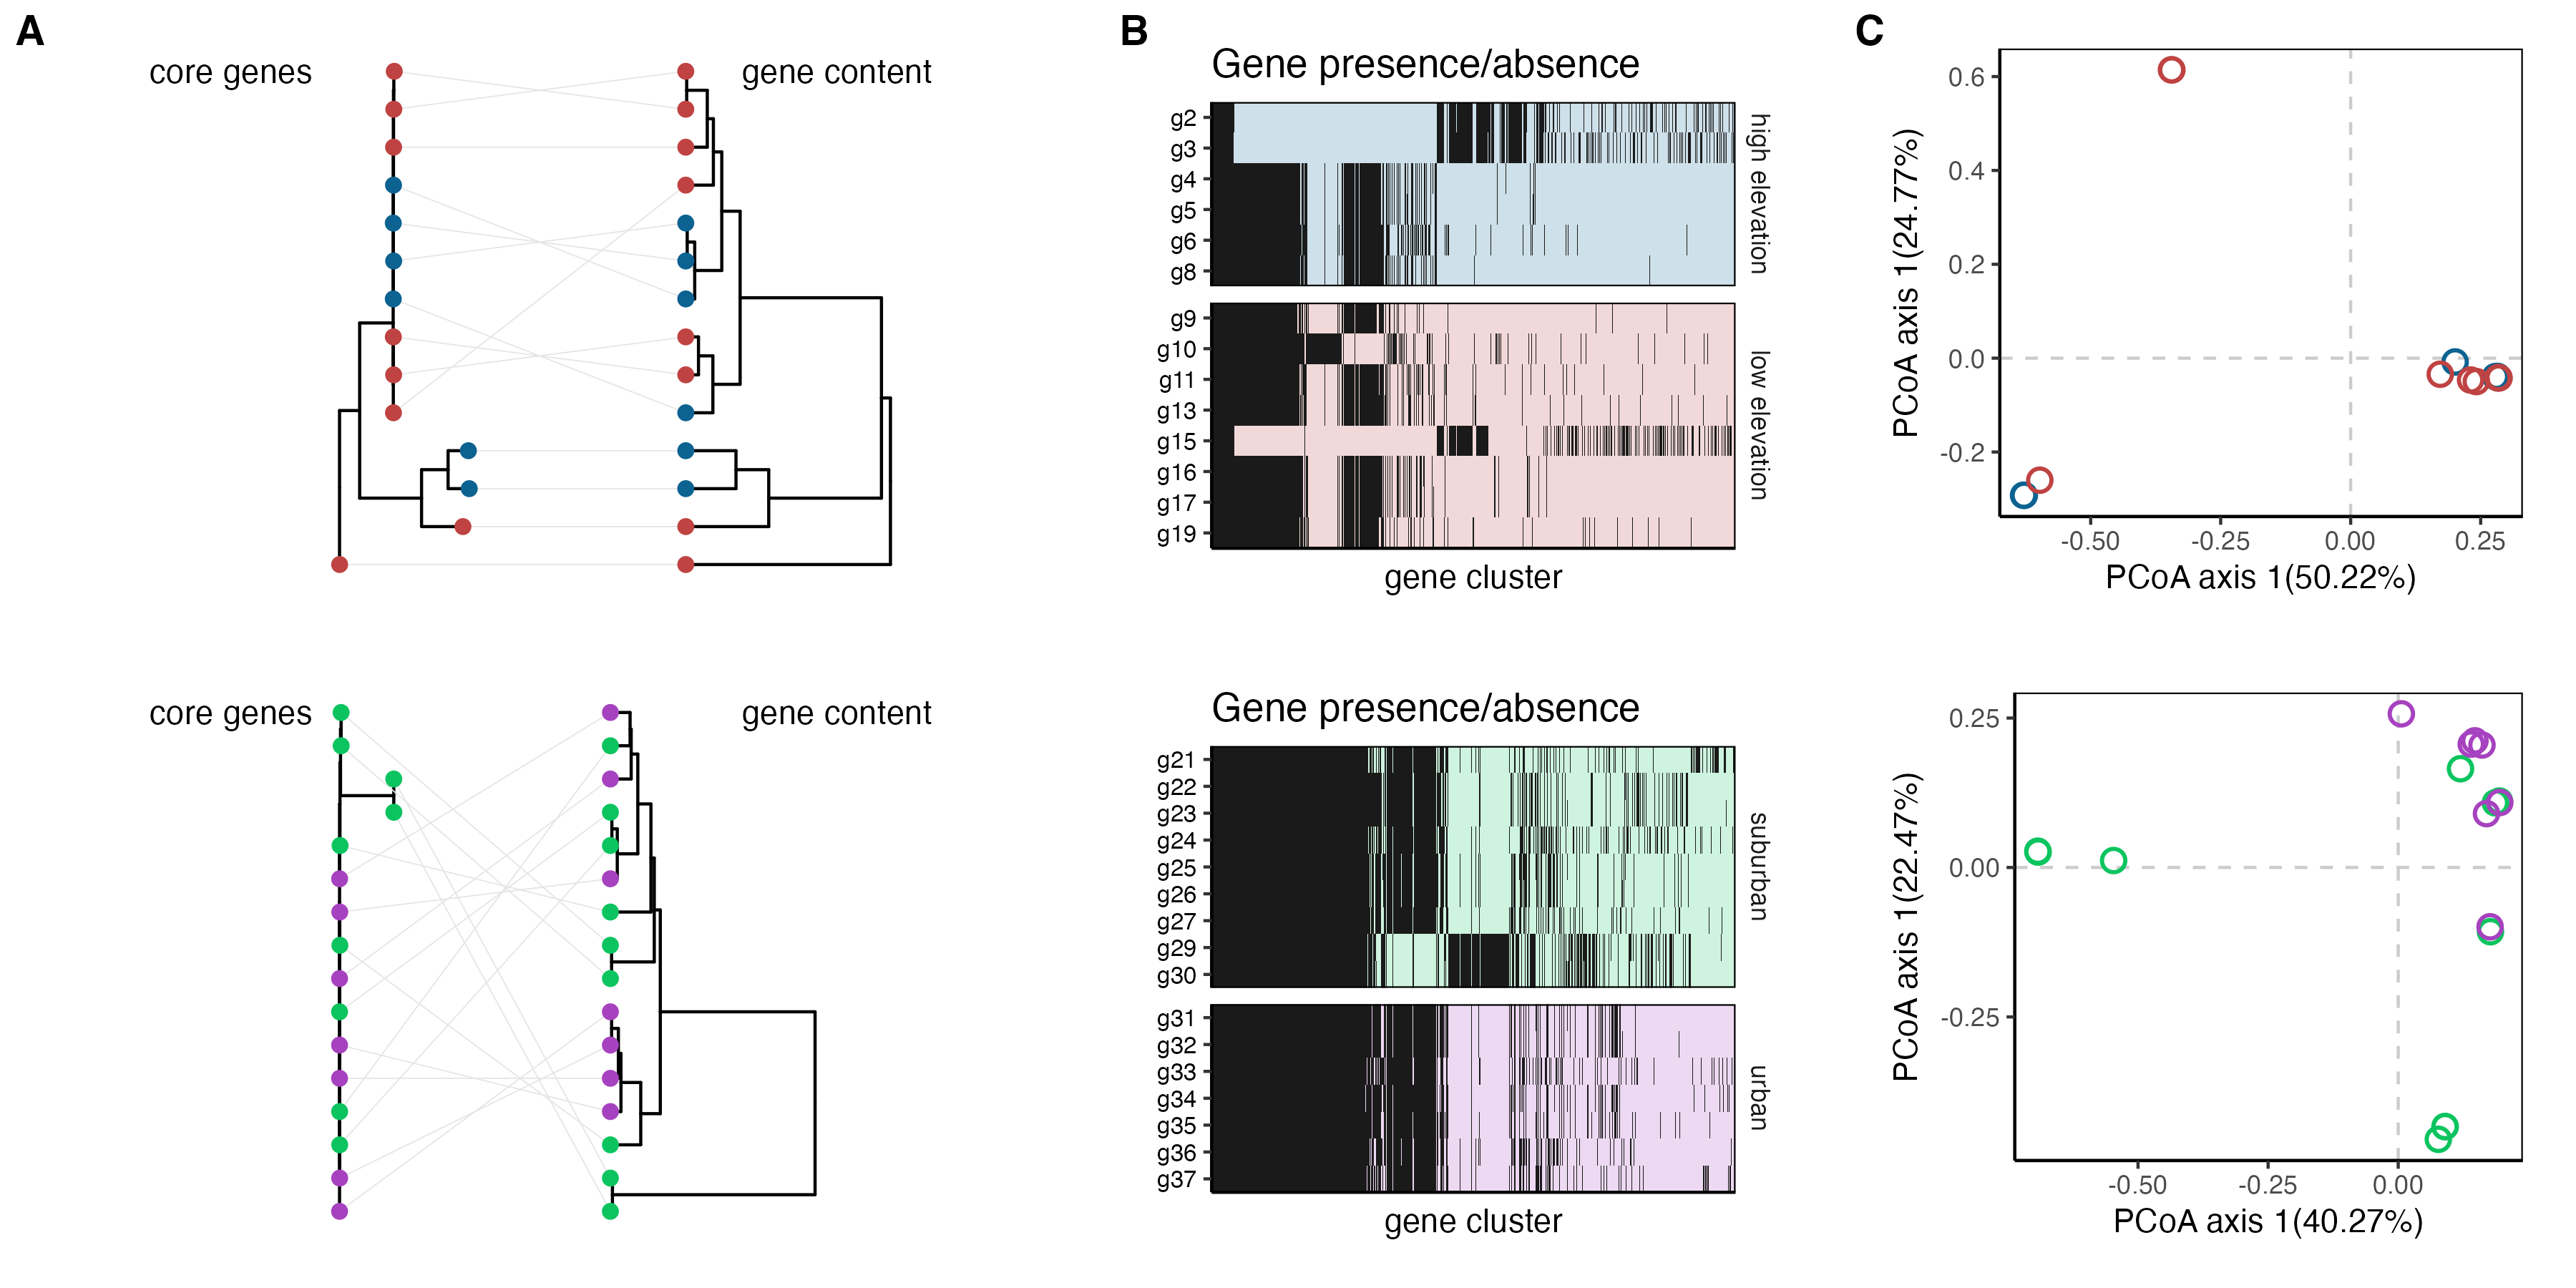 A
core genes
gene content
B
Gene presence/absence
g2
g3
g4
g5
g6
g8
high elevation
g9
g10
g11
g13
g15
g16
g17
g19
low elevation
gene cluster
C
PCoA axis 1(24.77%)
0.6
0.4
0.2
0.0
-0.2
-0.50
-0.25
0.00
0.25
PCoA axis 1(50.22%)
core genes
gene content
Gene presence/absence
g21
g22
g23
g24
g25
g26
g27
g29
g30
suburban
g31
g32
g33
g34
g35
g36
g37
urban
gene cluster
PCoA axis 1(22.47%)
0.25
0.00
-0.25
-0.50
-0.25
0.00
PCoA axis 1(40.27%)